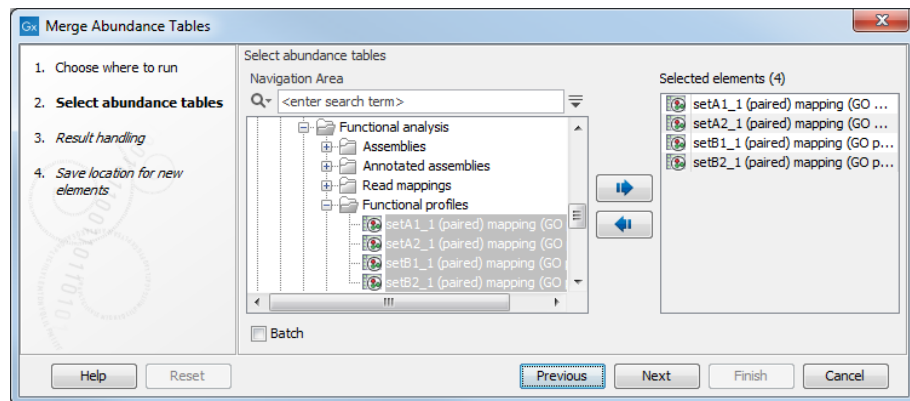 Gx Merge Abundance Tables
1. Choose where to run
2. Select abundance tables
3. Result handling
4. Save location for new
elements
Select abundance tables
Navigation Area
<enter search term>
Functional analysis
Assemblies
Annotated assemblies
Read mappings
Functional profiles
setA1_1 (paired) mapping (GO
setA2_1 (paired) mapping (GO
setB1_1 (paired) mapping (GO
setB2_1 (paired) mapping (GO
Batch
Selected elements (4)
setA1_1 (paired) mapping (GO ...
setA2_1 (paired) mapping (GO ...
setB1_1 (paired) mapping (GO p...
setB2_1 (paired) mapping (GO p...
Help Reset Previous Next Finish Cancel